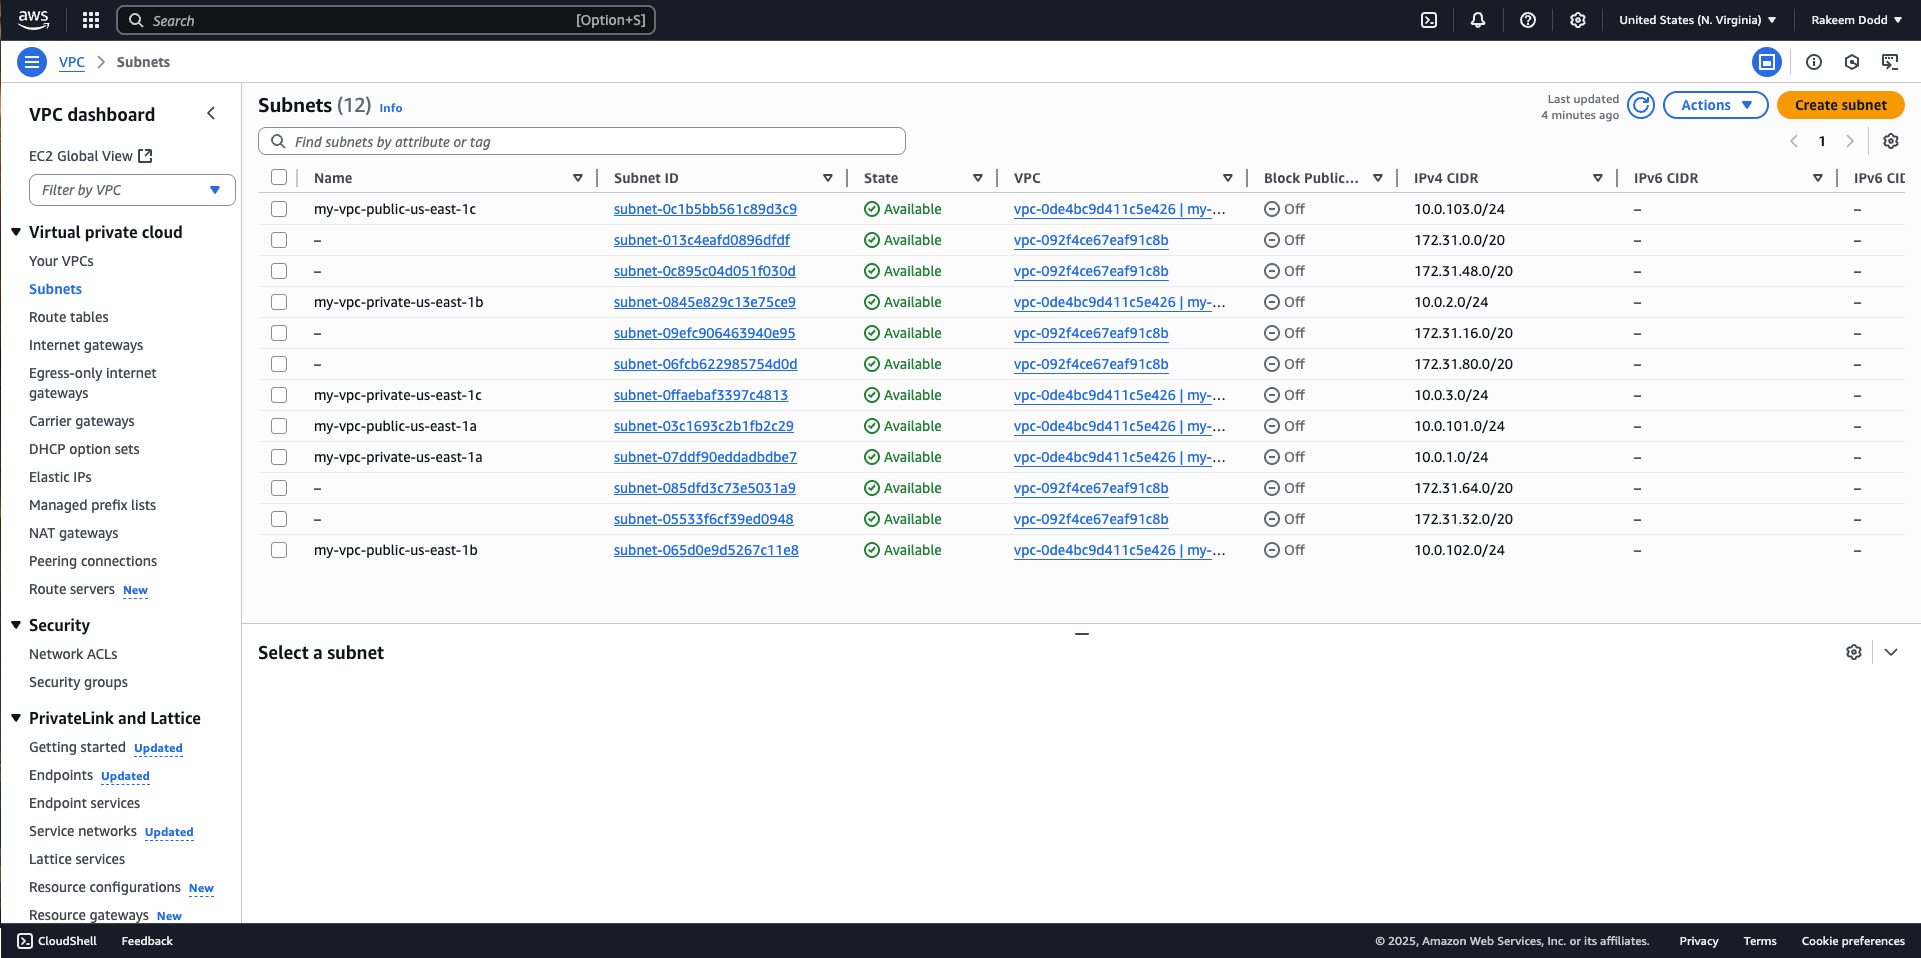 aws Search [Option+S] United States (N. Virginia) Rakeem Dodd
VPC Subnets
VPC dashboard
EC2 Global View
Filter by VPC
Virtual private cloud
Your VPCs
Subnets
Route tables
Internet gateways
Egress-only internet
gateways
Carrier gateways
DHCP option sets
Elastic IPs
Managed prefix lists
NAT gateways
Peering connections
Route servers New
Security
Network ACLs
Security groups
PrivateLink and Lattice
Getting started Updated
Endpoints Updated
Endpoint services
Service networks Updated
Lattice services
Resource configurations New
Resource gateways New
Subnets (12) Info
Last updated
4 minutes ago
Actions
Create subnet
Find subnets by attribute or tag
1
Name Subnet ID State VPC Block Public... IPv4 CIDR IPv6 CIDR IPv6 CID
my-vpc-public-us-east-1c subnet-0c1b5bb561c89d3c9 Available vpc-0de4bc9d411c5e426 | my-... Off 10.0.103.0/24 – –
– subnet-013c4eafd0896dfdf Available vpc-092f4ce67eaf91c8b Off 172.31.0.0/20 – –
– subnet-0c895c04d051f030d Available vpc-092f4ce67eaf91c8b Off 172.31.48.0/20 – –
my-vpc-private-us-east-1b subnet-0845e829c13e75ce9 Available vpc-0de4bc9d411c5e426 | my-... Off 10.0.2.0/24 – –
– subnet-09efc906463940e95 Available vpc-092f4ce67eaf91c8b Off 172.31.16.0/20 – –
– subnet-06fcb622985754d0d Available vpc-092f4ce67eaf91c8b Off 172.31.80.0/20 – –
my-vpc-private-us-east-1c subnet-0ffaebaf3397c4813 Available vpc-0de4bc9d411c5e426 | my-... Off 10.0.3.0/24 – –
my-vpc-public-us-east-1a subnet-03c1693c2b1fb2c29 Available vpc-0de4bc9d411c5e426 | my-... Off 10.0.101.0/24 – –
my-vpc-private-us-east-1a subnet-07ddf90eddadbdbe7 Available vpc-0de4bc9d411c5e426 | my-... Off 10.0.1.0/24 – –
– subnet-085dfd3c73e5031a9 Available vpc-092f4ce67eaf91c8b Off 172.31.64.0/20 – –
– subnet-05533f6cf39ed0948 Available vpc-092f4ce67eaf91c8b Off 172.31.32.0/20 – –
my-vpc-public-us-east-1b subnet-065d0e9d5267c11e8 Available vpc-0de4bc9d411c5e426 | my-... Off 10.0.102.0/24 – –
Select a subnet
CloudShell Feedback © 2025, Amazon Web Services, Inc. or its affiliates. Privacy Terms Cookie preferences